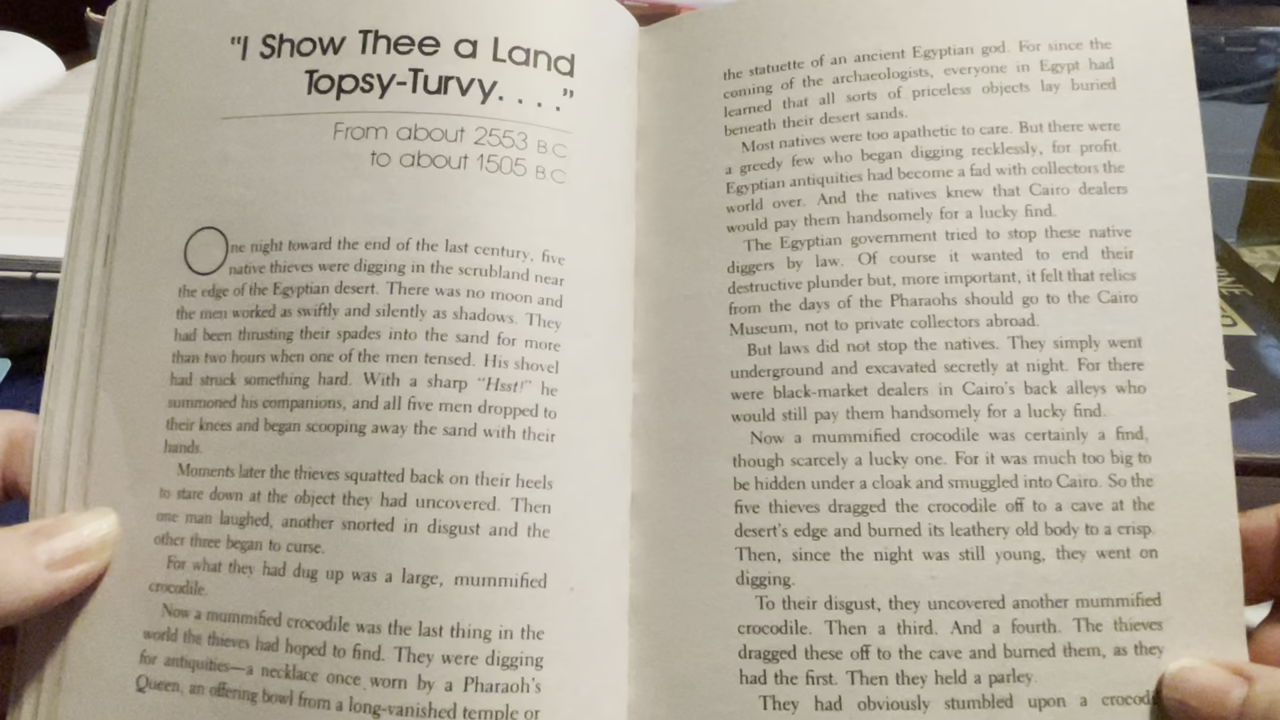 "I Show Thee a Land
Topsy-Turvy. . . ."
From about 2553 B.C
to about 1505 B.C
One night toward the end of the last century, five
native thieves were digging in the scrubland near
the edge of the Egyptian desert. There was no moon and
the men worked as swiftly and silently as shadows. They
had been thrusting their spades into the sand for more
than two hours when one of the men tensed. His shovel
had struck something hard. With a sharp "Hsst!" he
summoned his companions, and all five men dropped to
their knees and began scooping away the sand with their
hands.
Moments later the thieves squatted back on their heels
to stare down at the object they had uncovered. Then
one man laughed, another snorted in disgust and the
other three began to curse.
For what they had dug up was a large, mummified
crocodile.
Now a mummified crocodile was the last thing in the
world the thieves had hoped to find. They were digging
for antiquities—a necklace once worn by a Pharaoh's
Queen, an offering bowl from a long-vanished temple or
the statuette of an ancient Egyptian god. For since the
coming of the archaeologists, everyone in Egypt had
learned that all sorts of priceless objects lay buried
beneath their desert sands.
Most natives were too apathetic to care. But there were
a greedy few who began digging recklessly, for profit.
Egyptian antiquities had become a fad with collectors the
world over. And the natives knew that Cairo dealers
would pay them handsomely for a lucky find.
The Egyptian government tried to stop these native
diggers by law. Of course it wanted to end their
destructive plunder but, more important, it felt that relics
from the days of the Pharaohs should go to the Cairo
Museum, not to private collectors abroad.
But laws did not stop the natives. They simply went
underground and excavated secretly at night. For there
were black-market dealers in Cairo's back alleys who
would still pay them handsomely for a lucky find.
Now a mummified crocodile was certainly a find,
though scarcely a lucky one. For it was much too big to
be hidden under a cloak and smuggled into Cairo. So the
five thieves dragged the crocodile off to a cave at the
desert's edge and burned its leathery old body to a crisp.
Then, since the night was still young, they went on
digging.
To their disgust, they uncovered another mummified
crocodile. Then a third. And a fourth. The thieves
dragged these off to the cave and burned them, as they
had the first. Then they held a parley.
They had obviously stumbled upon a crocod